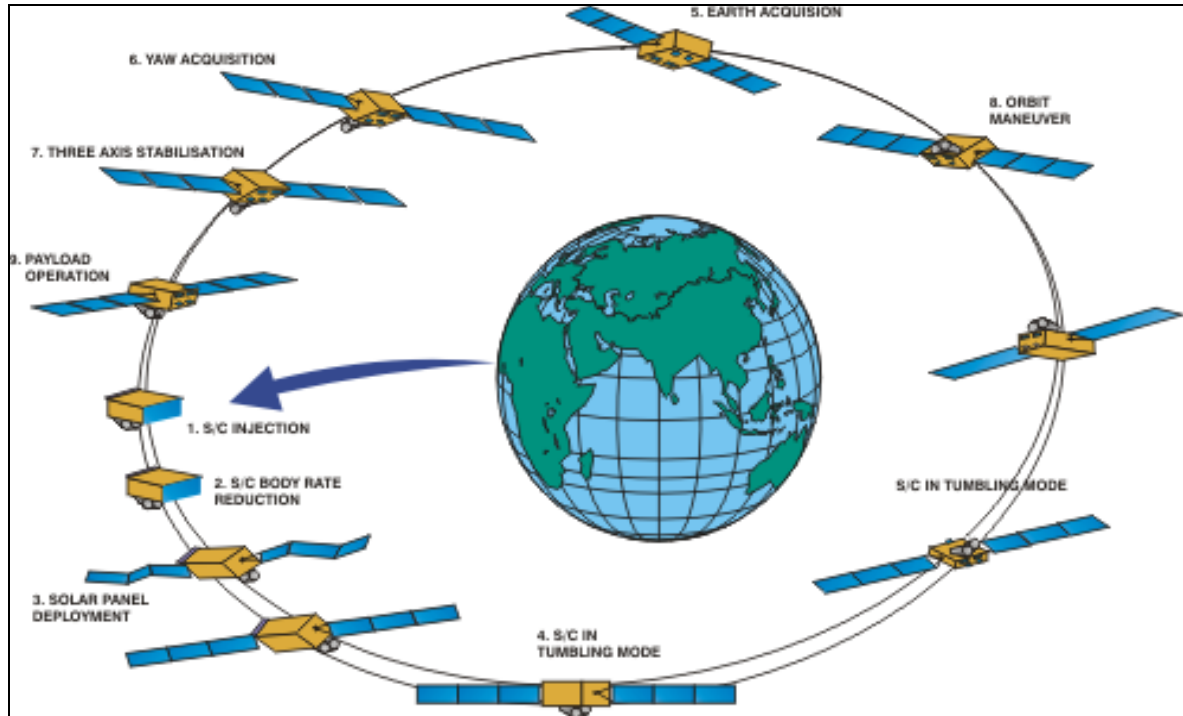 5. EARTH ACQUISION
6. YAW ACQUISITION
8. ORBIT
MANEUVER
7. THREE AXIS STABILISATION
9. PAYLOAD
OPERATION
1. S/C INJECTION
2. S/C BODY RATE
REDUCTION
S/C IN TUMBLING MODE
3. SOLAR PANEL
DEPLOYMENT
4. S/C IN
TUMBLING MODE